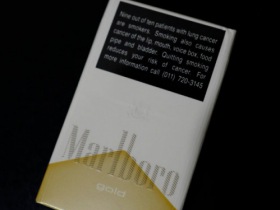 Nine out of ten patients with lung cancer
are smokers. Smoking also causes
cancer of the lip, mouth, voice box, food
pipe and bladder. Quitting smoking
reduces your risk of cancer. For
more information call (011) 720-3145
Marlboro
gold